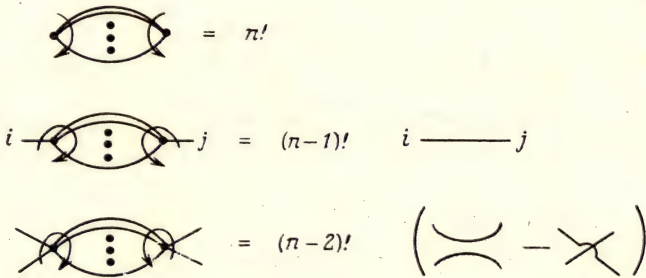 = n!
i j = (n-1)! i j
= (n-2)! ( — )